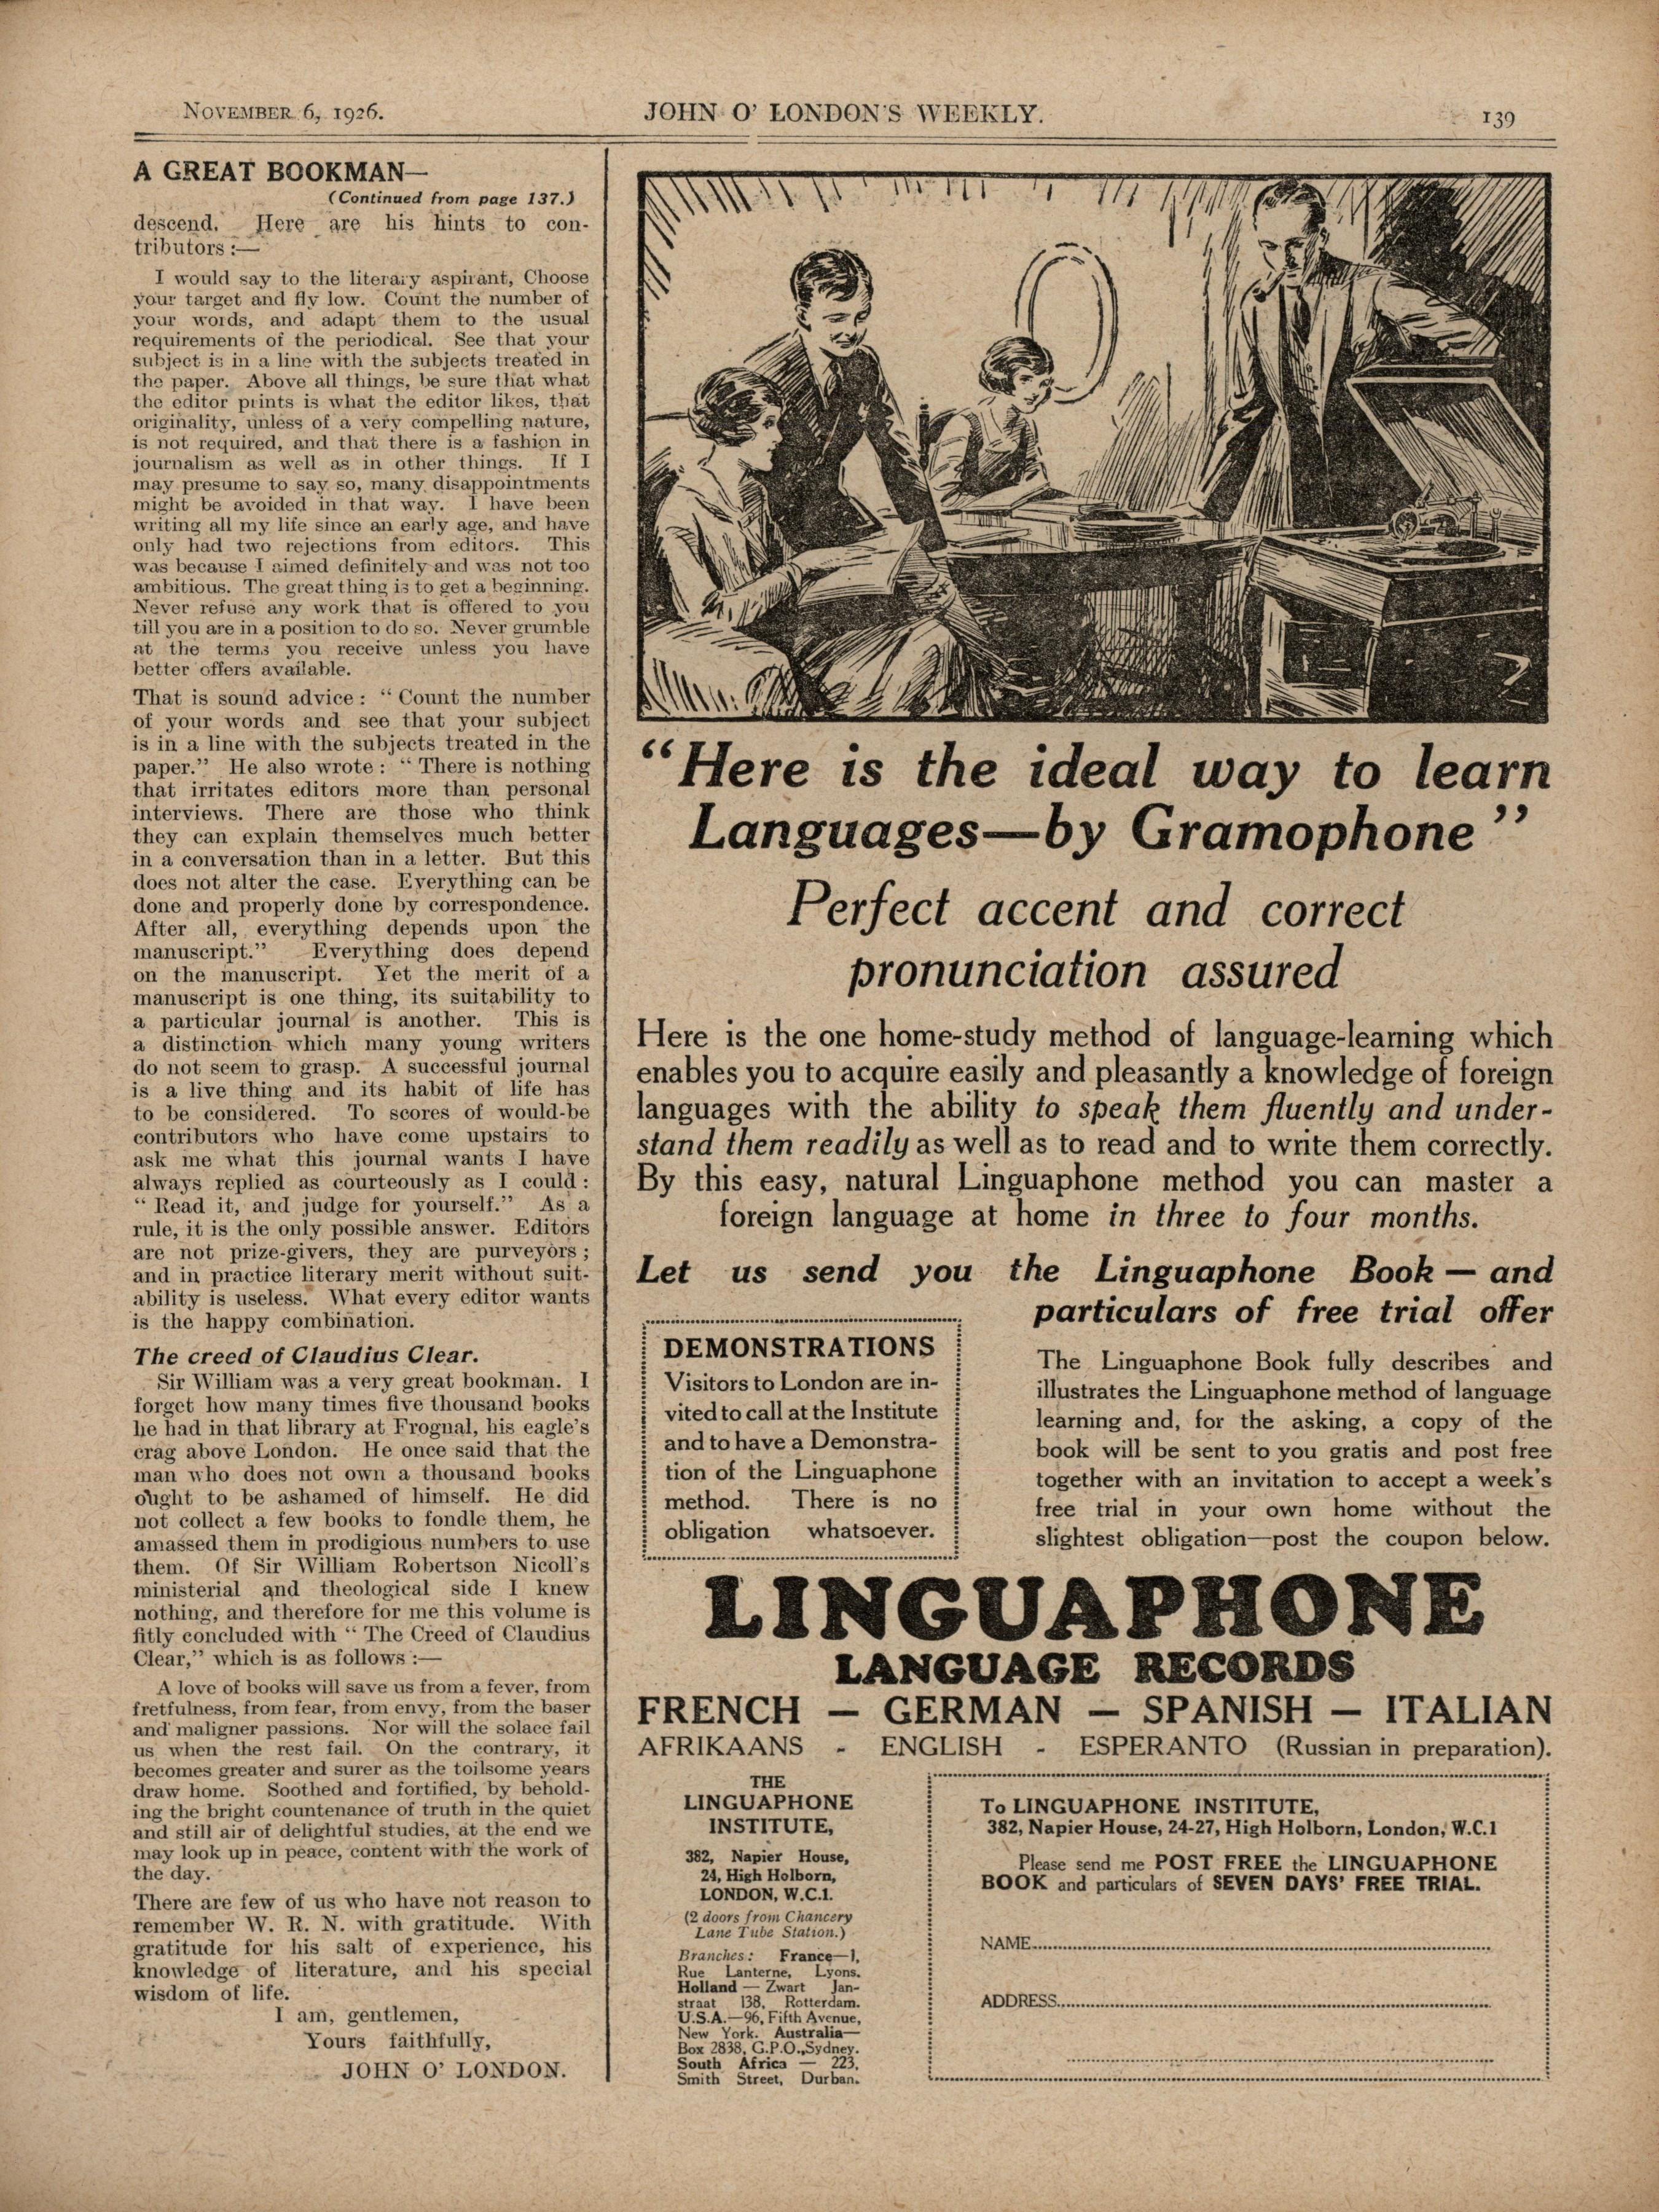 NOVEMBER 6, 1926.
JOHN O' LONDON'S WEEKLY.
139
A GREAT BOOKMAN—
(Continued from page 137.)
descend. Here are his hints to con-
tributors :—
I would say to the literary aspirant, Choose
your target and fly low. Count the number of
your words, and adapt them to the usual
requirements of the periodical. See that your
subject is in a line with the subjects treated in
the paper. Above all things, be sure that what
the editor prints is what the editor likes, that
originality, unless of a very compelling nature,
is not required, and that there is a fashion in
journalism as well as in other things. If I
may presume to say so, many disappointments
might be avoided in that way. I have been
writing all my life since an early age, and have
only had two rejections from editors. This
was because I aimed definitely and was not too
ambitious. The great thing is to get a beginning.
Never refuse any work that is offered to you
till you are in a position to do so. Never grumble
at the terms you receive unless you have
better offers available.
That is sound advice : “ Count the number
of your words and see that your subject
is in a line with the subjects treated in the
paper.” He also wrote : “ There is nothing
that irritates editors more than personal
interviews. There are those who think
they can explain themselves much better
in a conversation than in a letter. But this
does not alter the case. Everything can be
done and properly done by correspondence.
After all, everything depends upon the
manuscript.” Everything does depend
on the manuscript. Yet the merit of a
manuscript is one thing, its suitability to
a particular journal is another. This is
a distinction which many young writers
do not seem to grasp. A successful journal
is a live thing and its habit of life has
to be considered. To scores of would-be
contributors who have come upstairs to
ask me what this journal wants I have
always replied as courteously as I could :
“ Read it, and judge for yourself.” As a
rule, it is the only possible answer. Editors
are not prize-givers, they are purveyors ;
and in practice literary merit without suit-
ability is useless. What every editor wants
is the happy combination.
The creed of Claudius Clear.
Sir William was a very great bookman. I
forget how many times five thousand books
he had in that library at Frognal, his eagle's
crag above London. He once said that the
man who does not own a thousand books
ought to be ashamed of himself. He did
not collect a few books to fondle them, he
amassed them in prodigious numbers to use
them. Of Sir William Robertson Nicoll's
ministerial and theological side I knew
nothing, and therefore for me this volume is
fitly concluded with “ The Creed of Claudius
Clear,” which is as follows :—
A love of books will save us from a fever, from
fretfulness, from fear, from envy, from the baser
and maligner passions. Nor will the solace fail
us when the rest fail. On the contrary, it
becomes greater and surer as the toilsome years
draw home. Soothed and fortified, by behold-
ing the bright countenance of truth in the quiet
and still air of delightful studies, at the end we
may look up in peace, content with the work of
the day.
There are few of us who have not reason to
remember W. R. N. with gratitude. With
gratitude for his salt of experience, his
knowledge of literature, and his special
wisdom of life.
I am, gentlemen,
Yours faithfully,
JOHN O' LONDON.
“Here is the ideal way to learn
Languages—by Gramophone”
Perfect accent and correct
pronunciation assured
Here is the one home-study method of language-learning which
enables you to acquire easily and pleasantly a knowledge of foreign
languages with the ability to speak them fluently and under-
stand them readily as well as to read and to write them correctly.
By this easy, natural Linguaphone method you can master a
foreign language at home in three to four months.
Let us send you the Linguaphone Book — and
particulars of free trial offer
DEMONSTRATIONS
Visitors to London are in-
vited to call at the Institute
and to have a Demonstra-
tion of the Linguaphone
method. There is no
obligation whatsoever.
The Linguaphone Book fully describes and
illustrates the Linguaphone method of language
learning and, for the asking, a copy of the
book will be sent to you gratis and post free
together with an invitation to accept a week's
free trial in your own home without the
slightest obligation—post the coupon below.
LINGUAPHONE
LANGUAGE RECORDS
FRENCH — GERMAN — SPANISH — ITALIAN
AFRIKAANS - ENGLISH - ESPERANTO (Russian in preparation).
THE
LINGUAPHONE
INSTITUTE,
382, Napier House,
24, High Holborn,
LONDON, W.C.1.
(2 doors from Chancery
Lane Tube Station.)
Branches : France—1,
Rue Lanterne, Lyons.
Holland — Zwart Jan-
straat 138, Rotterdam.
U.S.A.—96, Fifth Avenue,
New York. Australia—
Box 2838, G.P.O., Sydney.
South Africa — 223,
Smith Street, Durban.
To LINGUAPHONE INSTITUTE,
382, Napier House, 24-27, High Holborn, London, W.C.1
Please send me POST FREE the LINGUAPHONE
BOOK and particulars of SEVEN DAYS' FREE TRIAL.
NAME
ADDRESS